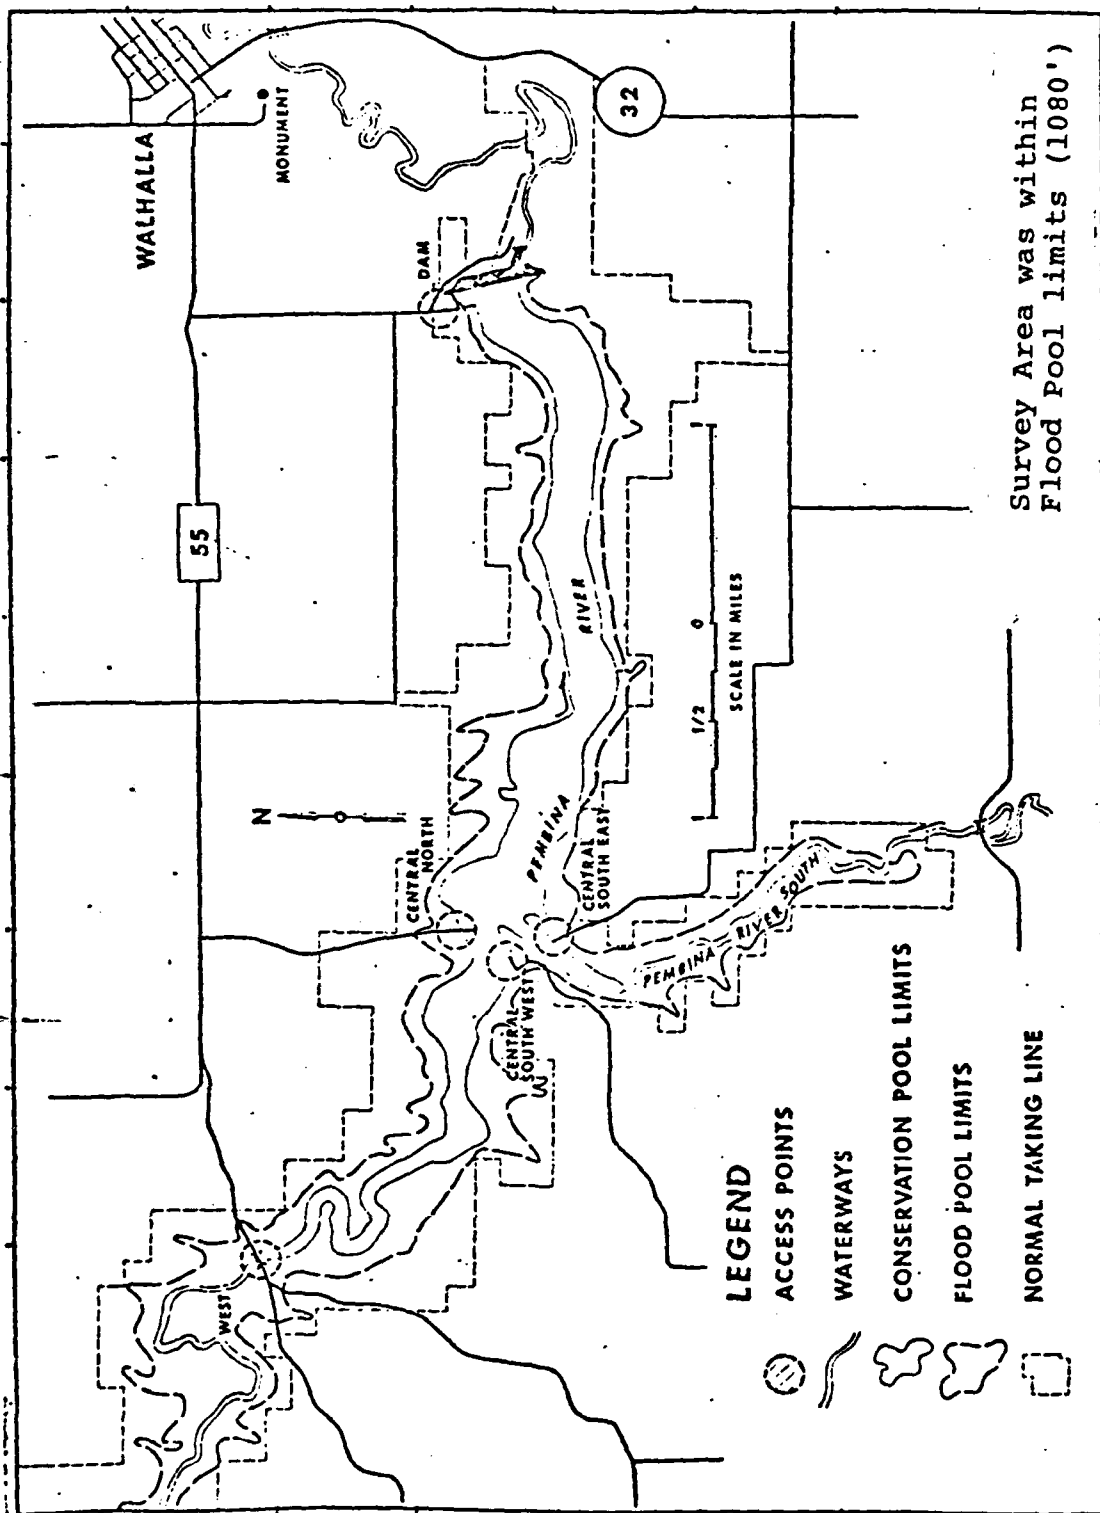 WALHALLA
MONUMENT
32
55
DAM
N
CENTRAL
NORTH
PEMBINA
RIVER
CENTRAL
SOUTH EAST
CENTRAL
SOUTH WEST
WEST
PEMBINA RIVER SOUTH
1 1/2 0 1
SCALE IN MILES
LEGEND
ACCESS POINTS
WATERWAYS
CONSERVATION POOL LIMITS
FLOOD POOL LIMITS
NORMAL TAKING LINE
Survey Area was within
Flood Pool limits (1080')